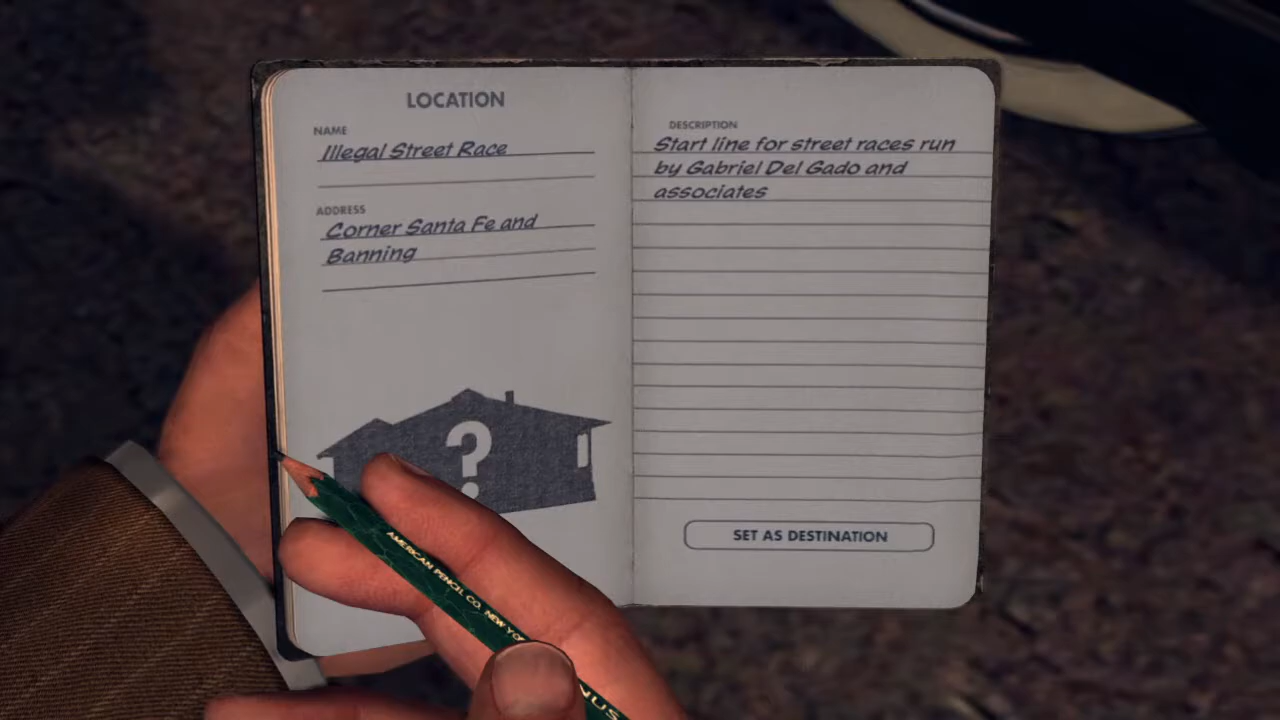 LOCATION
NAME
Illegal Street Race
ADDRESS
Corner Santa Fe and
Banning
DESCRIPTION
Start line for street races run
by Gabriel Del Gado and
associates
SET AS DESTINATION
AMERICAN PENCIL CO. NEW YO
NUS